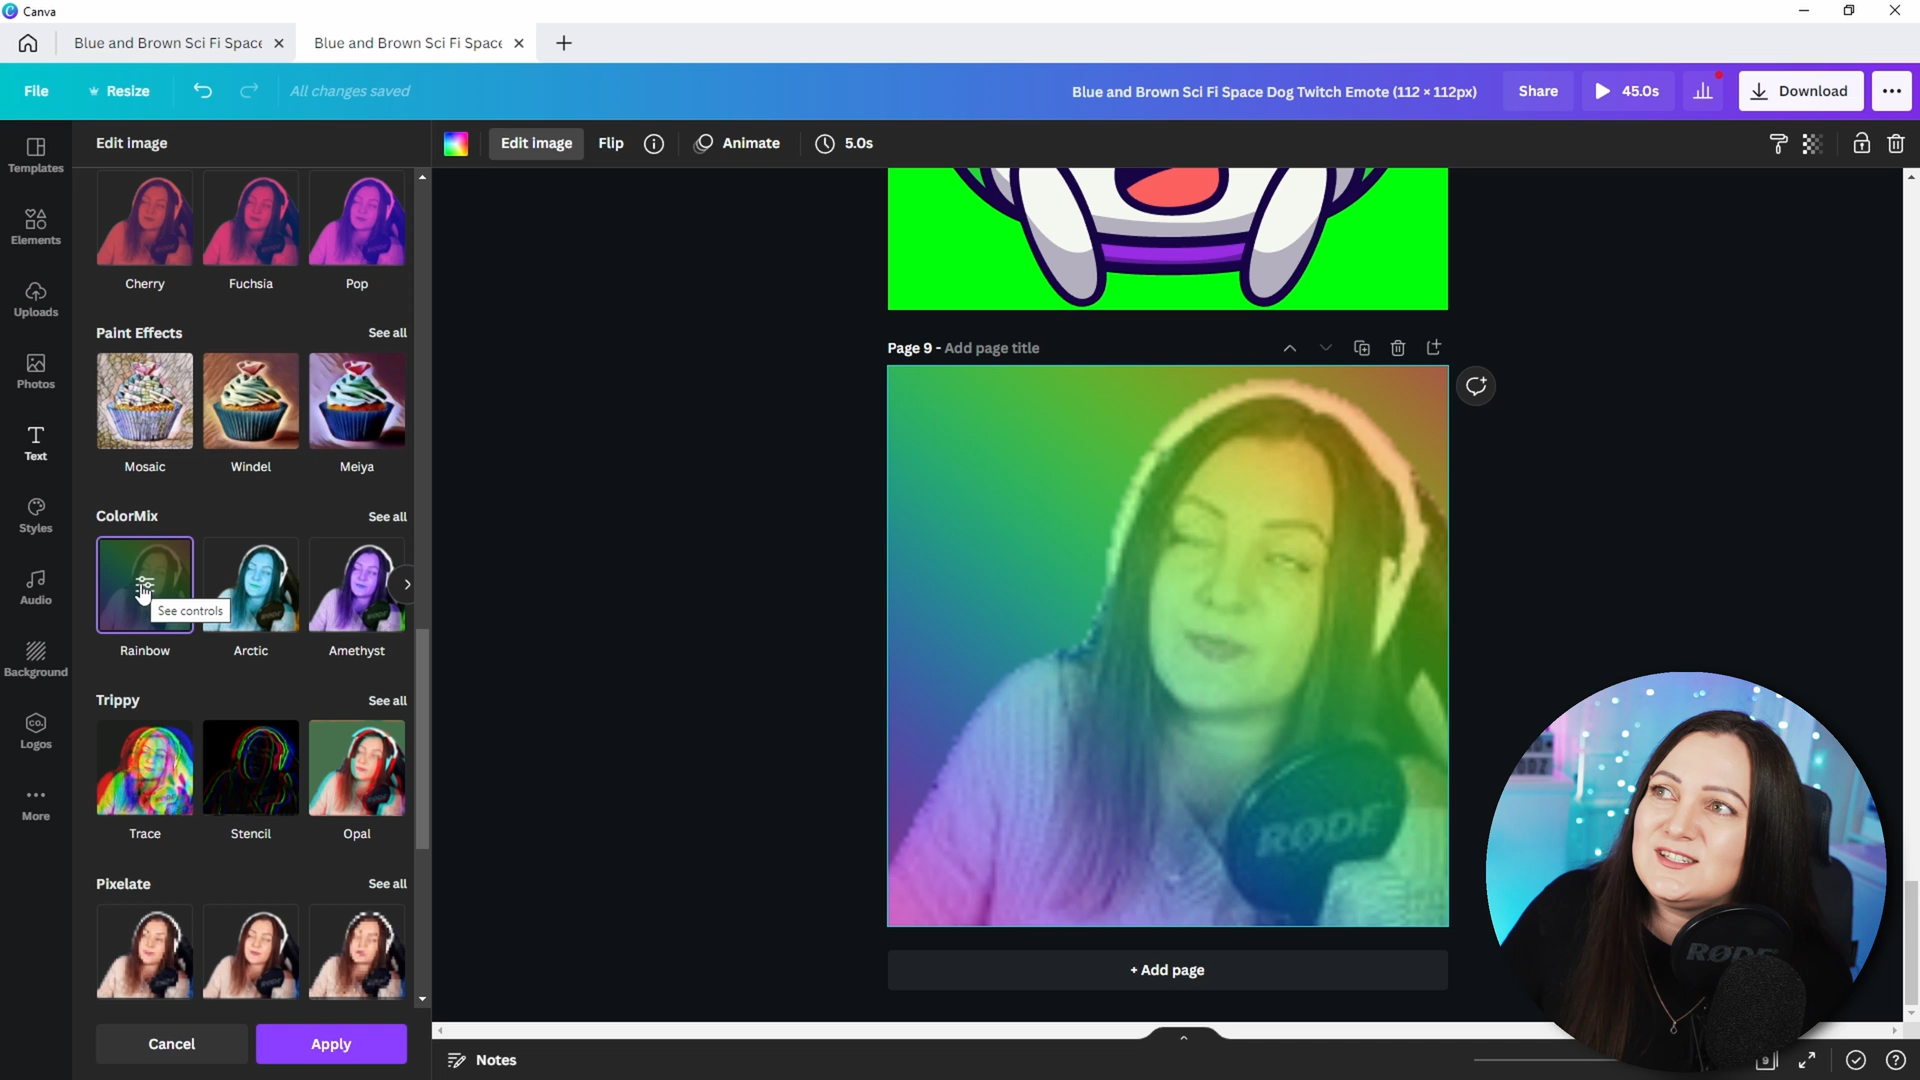 Canva
Blue and Brown Sci Fi Space
Blue and Brown Sci Fi Space
File
Resize
All changes saved
Blue and Brown Sci Fi Space Dog Twitch Emote (112 × 112px)
Share
45.0s
Download
Edit image
Edit image
Flip
Animate
5.0s
Templates
Elements
Uploads
Photos
Text
Styles
Audio
Background
CO.
Logos
More
Cherry
Fuchsia
Pop
Paint Effects
See all
Mosaic
Windel
Meiya
ColorMix
See all
See controls
Rainbow
Arctic
Amethyst
Trippy
See all
Trace
Stencil
Opal
Pixelate
See all
Cancel
Apply
Page 9 - Add page title
RØDE
+ Add page
Notes
RØDE
9